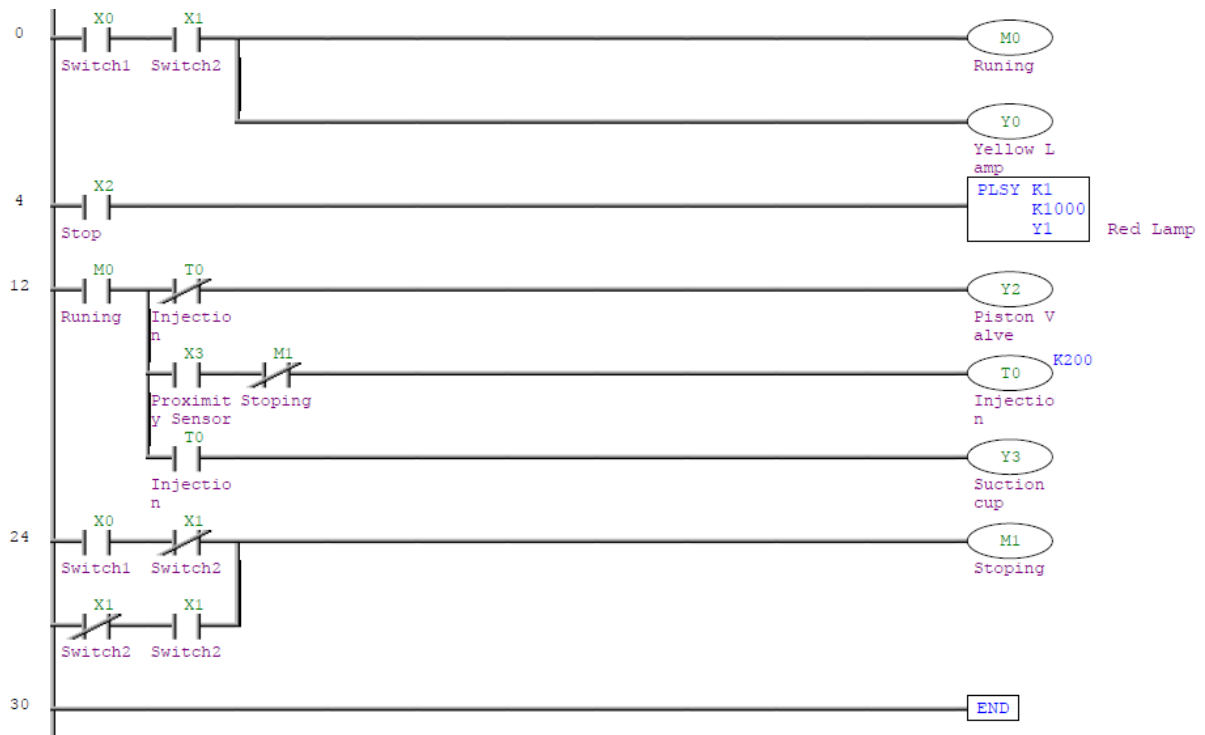 X0 X1
0 M0
Switch1 Switch2 Runing
Y0
Yellow L
amp
X2
4 PLSY K1
K1000
Stop Y1 Red Lamp
M0 T0
12 Y2
Runing Injectio Piston V
n alve
X3 M1 K200
T0
Proximit Stoping Injectio
y Sensor n
T0
Y3
Injectio Suction
n cup
X0 X1
24 M1
Switch1 Switch2 Stoping
X1 X1
Switch2 Switch2
30 END